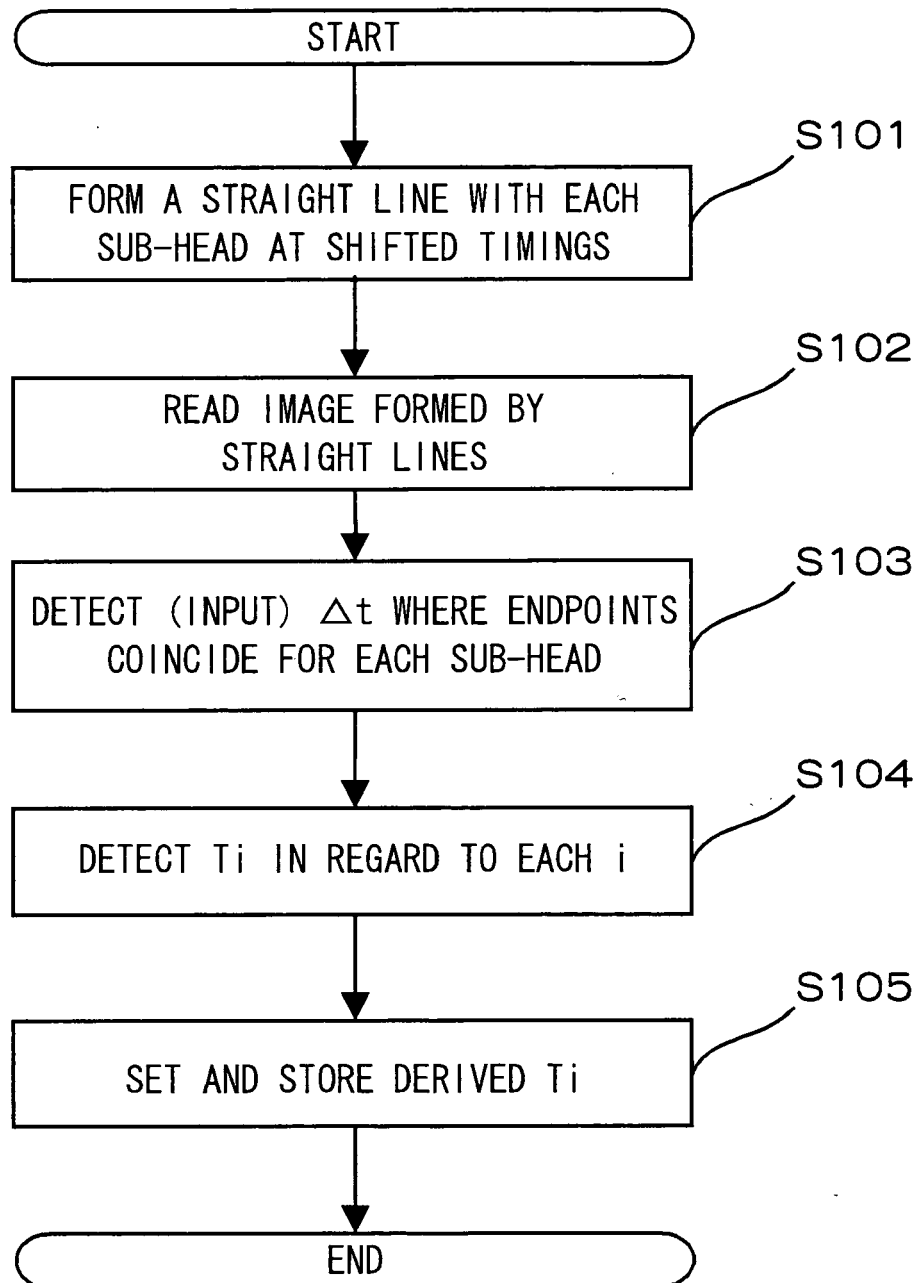 START
S101
FORM A STRAIGHT LINE WITH EACH
SUB-HEAD AT SHIFTED TIMINGS
S102
READ IMAGE FORMED BY
STRAIGHT LINES
S103
DETECT (INPUT) △t WHERE ENDPOINTS
COINCIDE FOR EACH SUB-HEAD
S104
DETECT Ti IN REGARD TO EACH i
S105
SET AND STORE DERIVED Ti
END